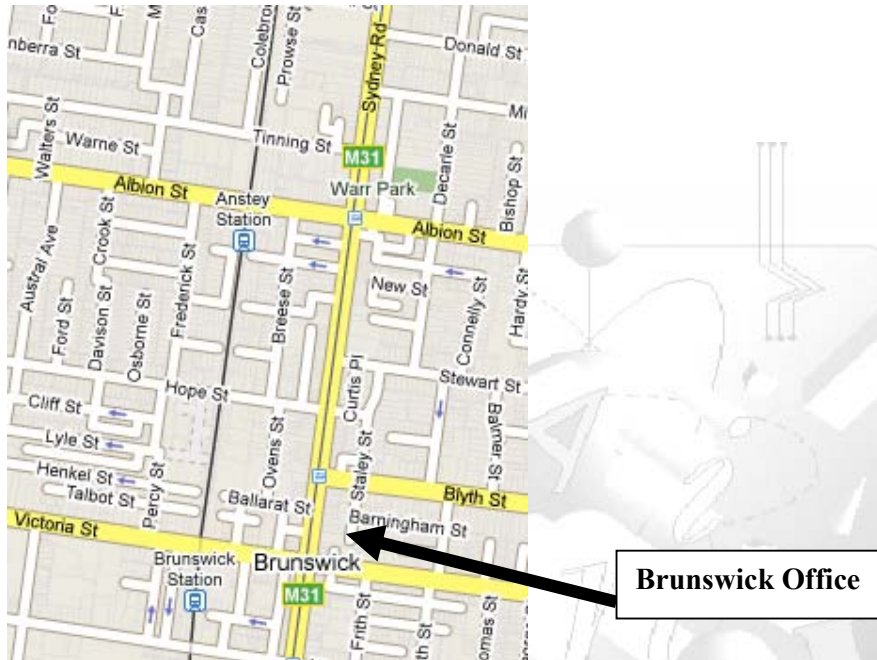 nberra St
Colebro
Prowse St
Sydney Rd
Donald St
Walters St
Warne St
Tinning St
M31
Decarle St
Bishop St
Albion St
Anstey
Station
Warr Park
Albion St
Austral Ave
Crook St
Frederick St
Breese St
New St
Connelly St
Hardy St
Ford St
Davison St
Osborne St
Hope St
Curtis Pl
Stewart St
Cliff St
Lyle St
Henkel St
Talbot St
Percy St
Ovens St
Ballarat St
Staley St
Balmer St
Blyth St
Barningham St
Victoria St
Brunswick
Station
Brunswick
M31
Frith St
Brunswick Office